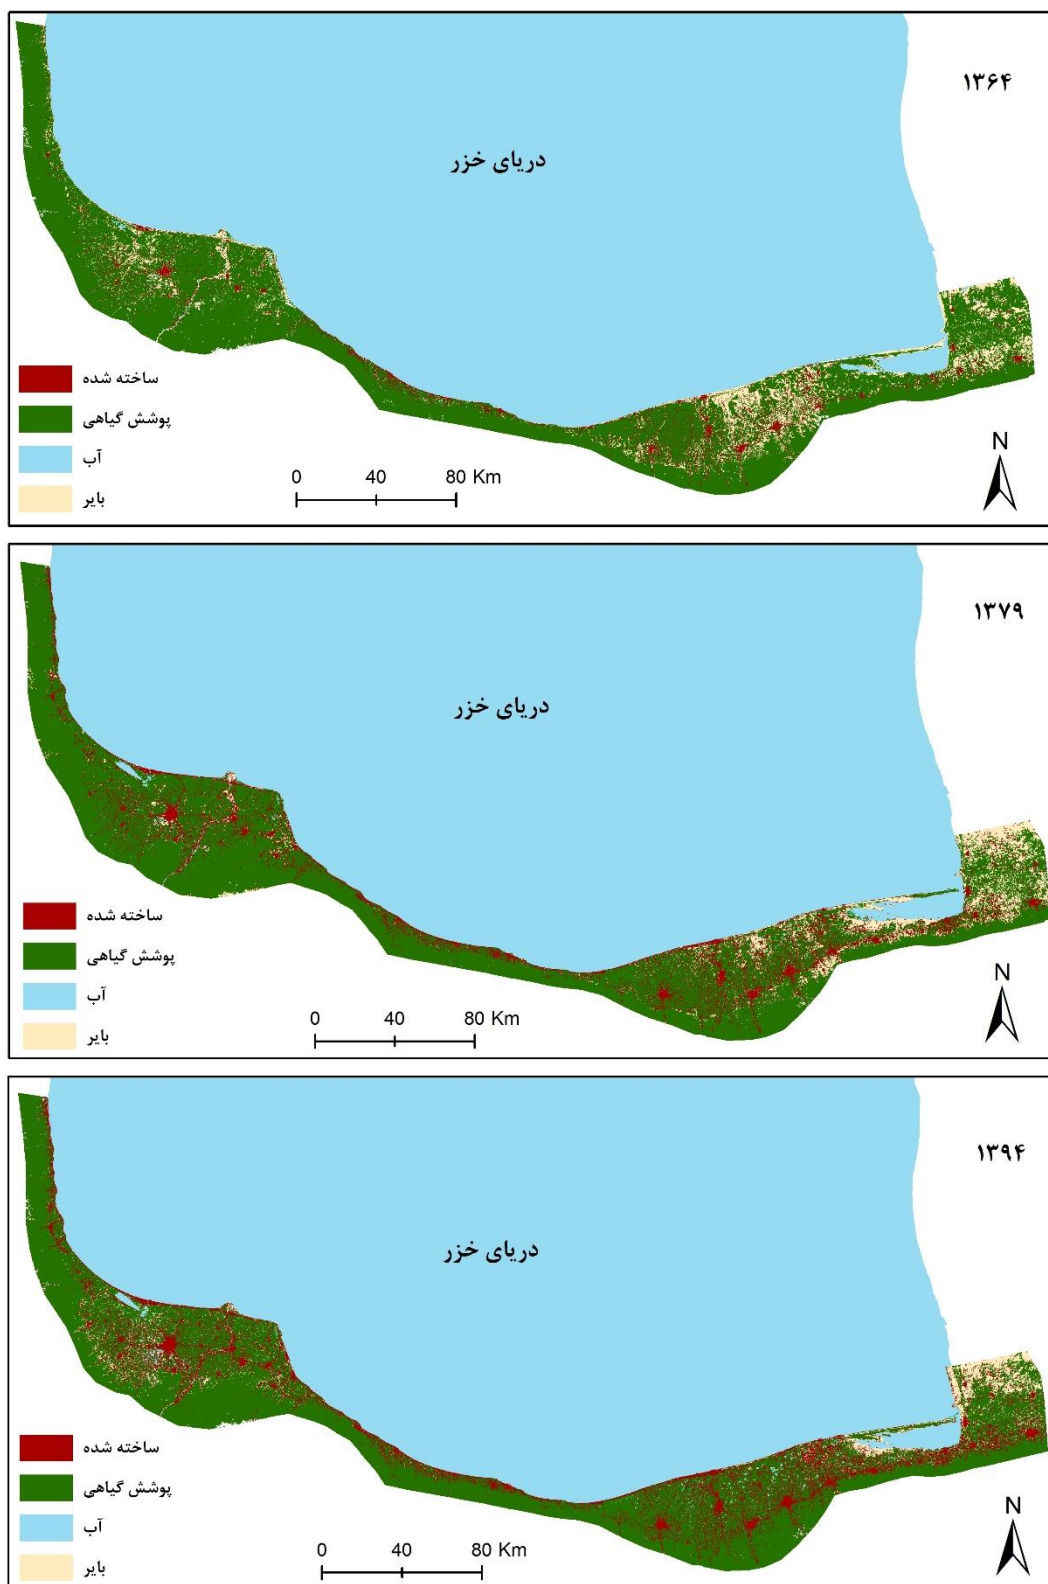 ۱۳۶۴
دریای خزر
ساخته شده
پوشش گیاهی
آب
بایر
0 40 80 Km
N
۱۳۷۹
دریای خزر
ساخته شده
پوشش گیاهی
آب
بایر
0 40 80 Km
N
۱۳۹۴
دریای خزر
ساخته شده
پوشش گیاهی
آب
بایر
0 40 80 Km
N